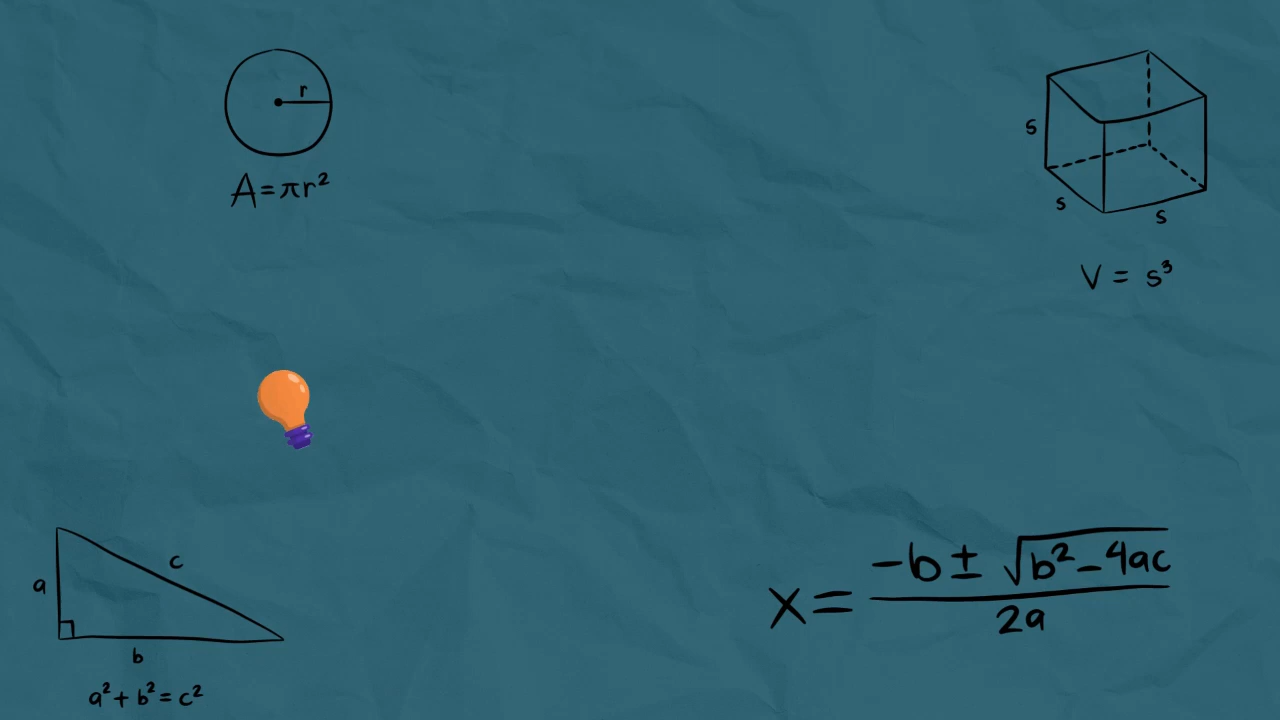 r
A = πr²
s
s
s
V = s³
a
c
b
a² + b² = c²
x = (-b ± √(b² - 4ac)) / 2a